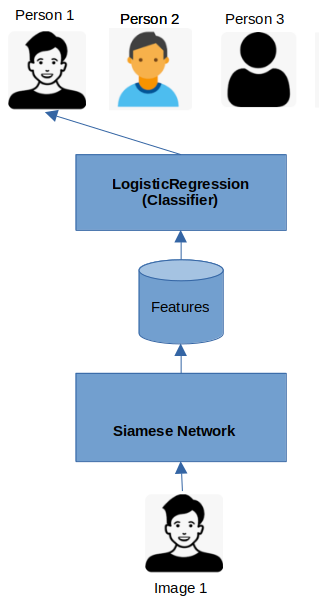 Person 1
Person 2
Person 3
LogisticRegression
(Classifier)
Features
Siamese Network
Image 1